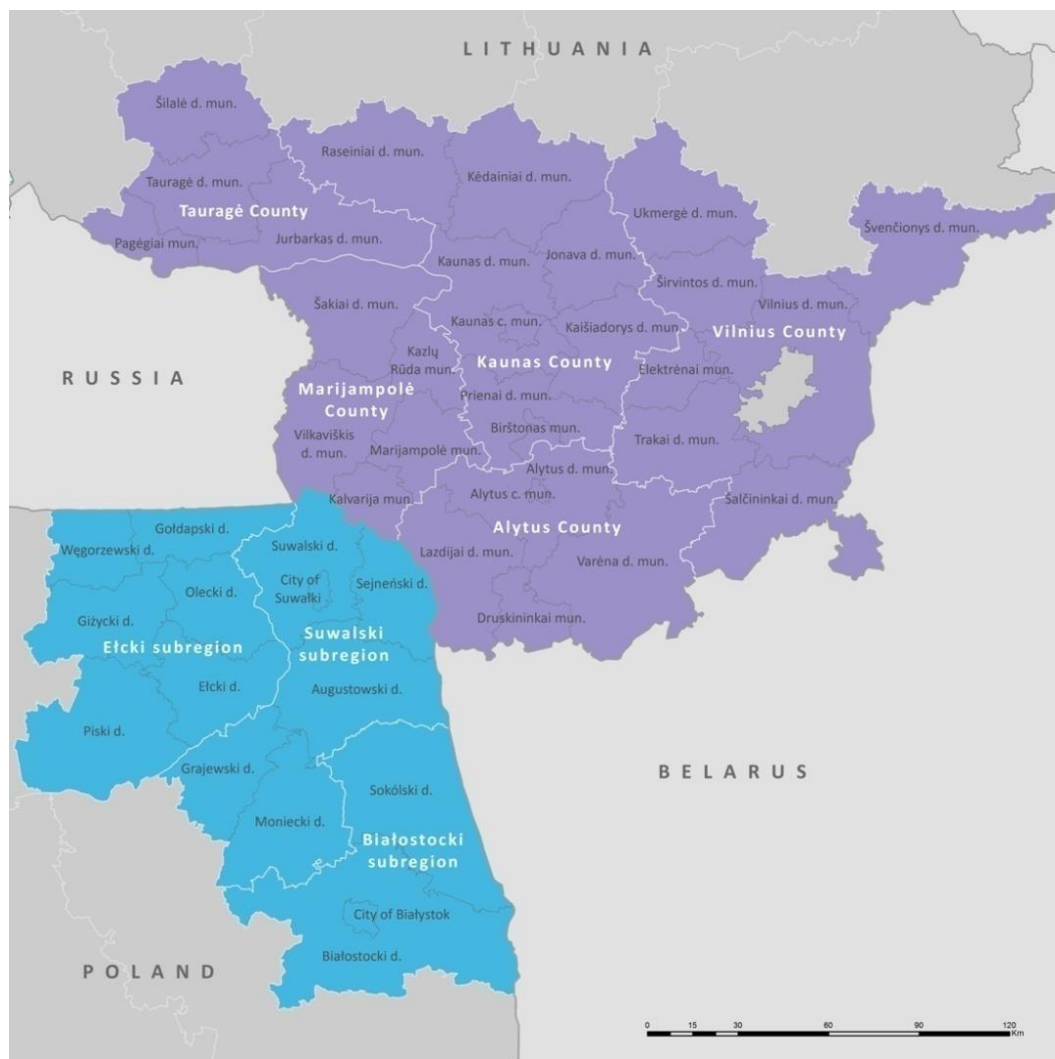 LITHUANIA
Šilalė d. mun.
Raseiniai d. mun.
Kėdainiai d. mun.
Tauragė d. mun.
Tauragė County
Ukmergė d. mun.
Švenčionys d. mun.
Pagėgiai mun.
Jurbarkas d. mun.
Kaunas d. mun.
Jonava d. mun.
Širvintos d. mun.
Šakiai d. mun.
Vilnius d. mun.
Kaunas c. mun.
Kaišiadorys d. mun.
Vilnius County
Kazlų
Rūda mun.
Kaunas County
Elektrėnai mun.
RUSSIA
Marijampolė
County
Prienai d. mun.
Birštonas mun.
Vilkaviškis
d. mun.
Marijampolė mun.
Trakai d. mun.
Alytus d. mun.
Kalvarija mun.
Alytus c. mun.
Šalčininkai d. mun.
Alytus County
Gołdapski d.
Węgorzewski d.
Suwalski d.
Lazdijai d. mun.
Varėna d. mun.
City of
Suwałki
Sejneński d.
Olecki d.
Giżycki d.
Druskininkai mun.
Ełcki subregion
Suwalski
subregion
Ełcki d.
Augustowski d.
Piski d.
Grajewski d.
BELARUS
Sokólski d.
Moniecki d.
Białostocki
subregion
City of Białystok
Białostocki d.
POLAND
0 15 30 60 90 120
Km